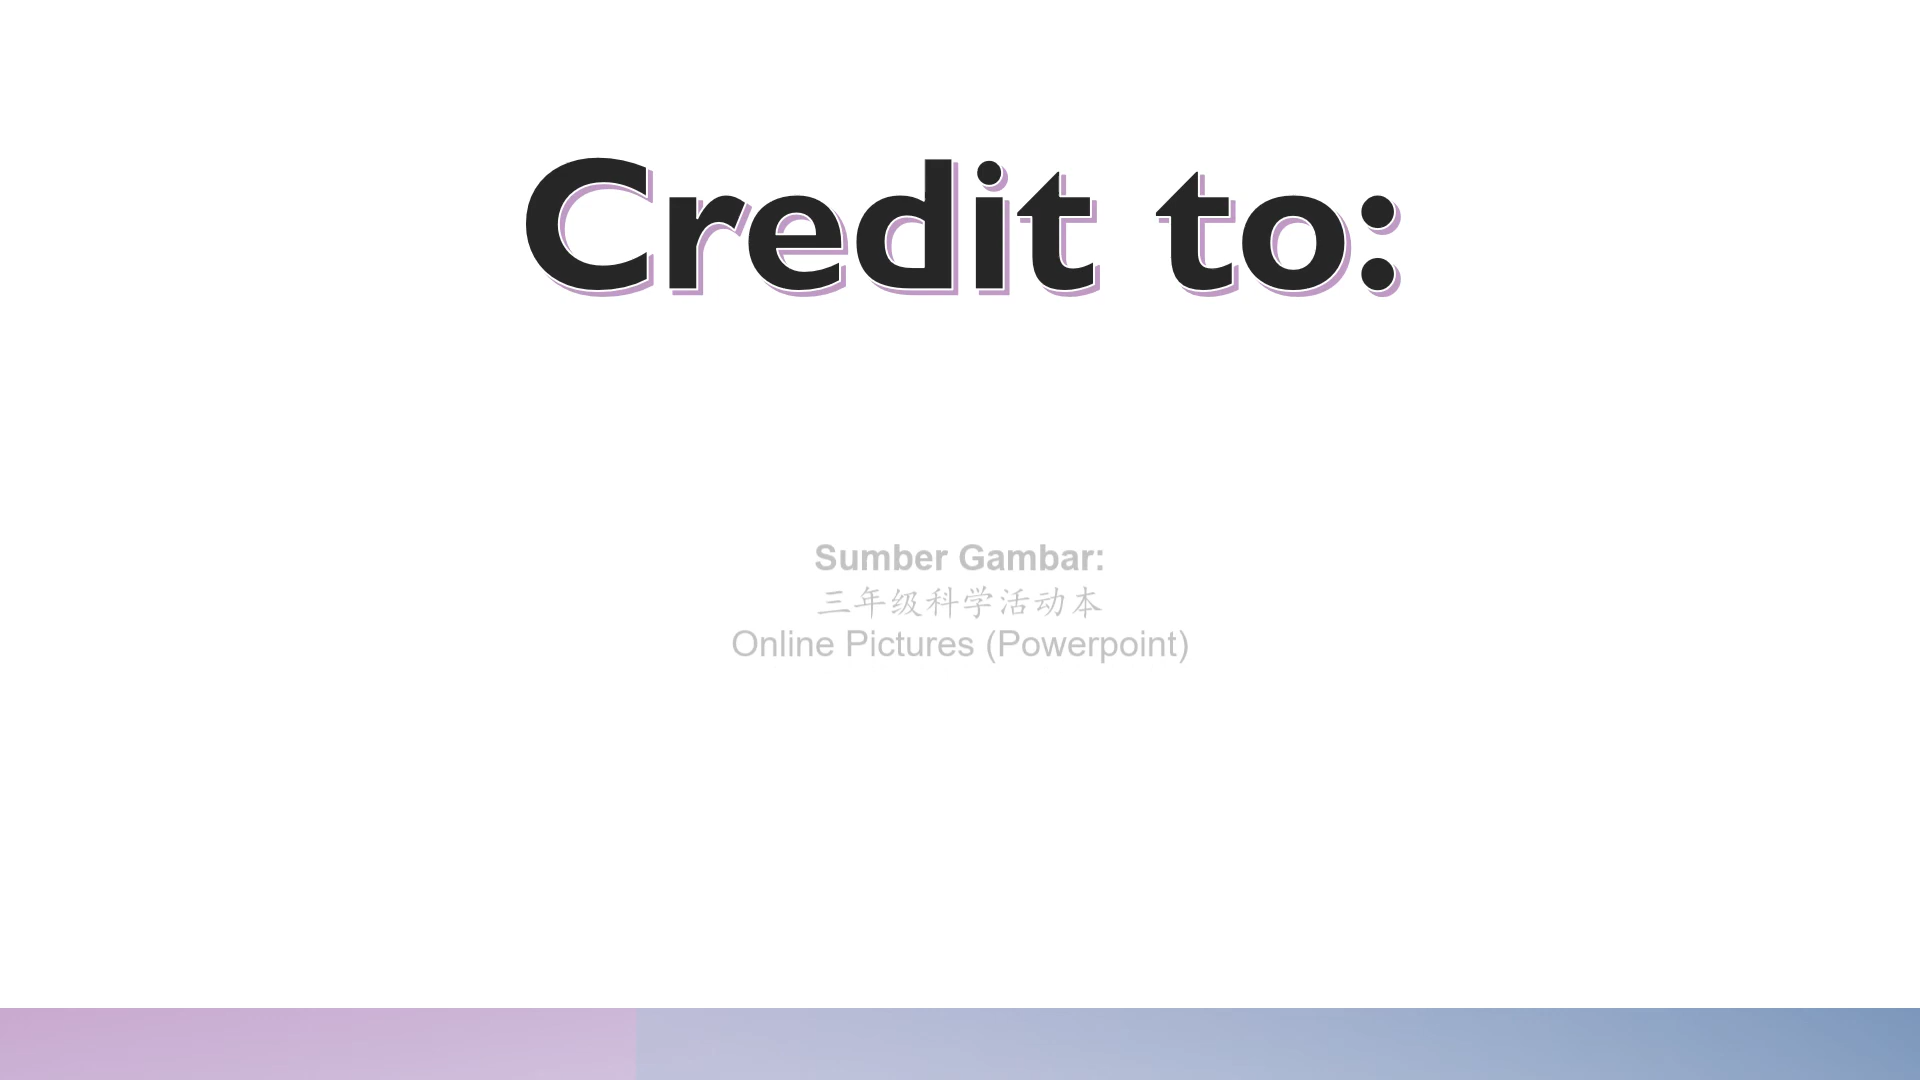 Credit to:
Sumber Gambar:
三年级科学活动本
Online Pictures (Powerpoint)